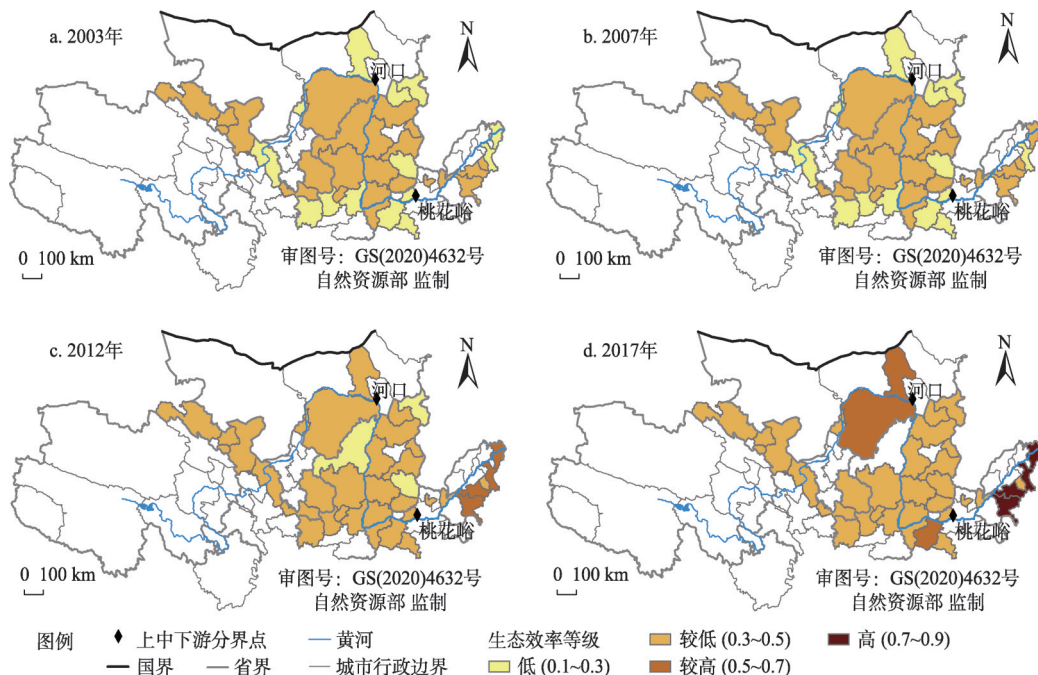 a. 2003年
N
河口
桃花峪
0 100 km
审图号：GS(2020)4632号
自然资源部 监制
b. 2007年
N
河口
桃花峪
0 100 km
审图号：GS(2020)4632号
自然资源部 监制
c. 2012年
N
河口
桃花峪
0 100 km
审图号：GS(2020)4632号
自然资源部 监制
d. 2017年
N
河口
桃花峪
0 100 km
审图号：GS(2020)4632号
自然资源部 监制
图例 上中下游分界点 黄河 生态效率等级 较低 (0.3~0.5) 高 (0.7~0.9)
国界 省界 城市行政边界 低 (0.1~0.3) 较高 (0.5~0.7)